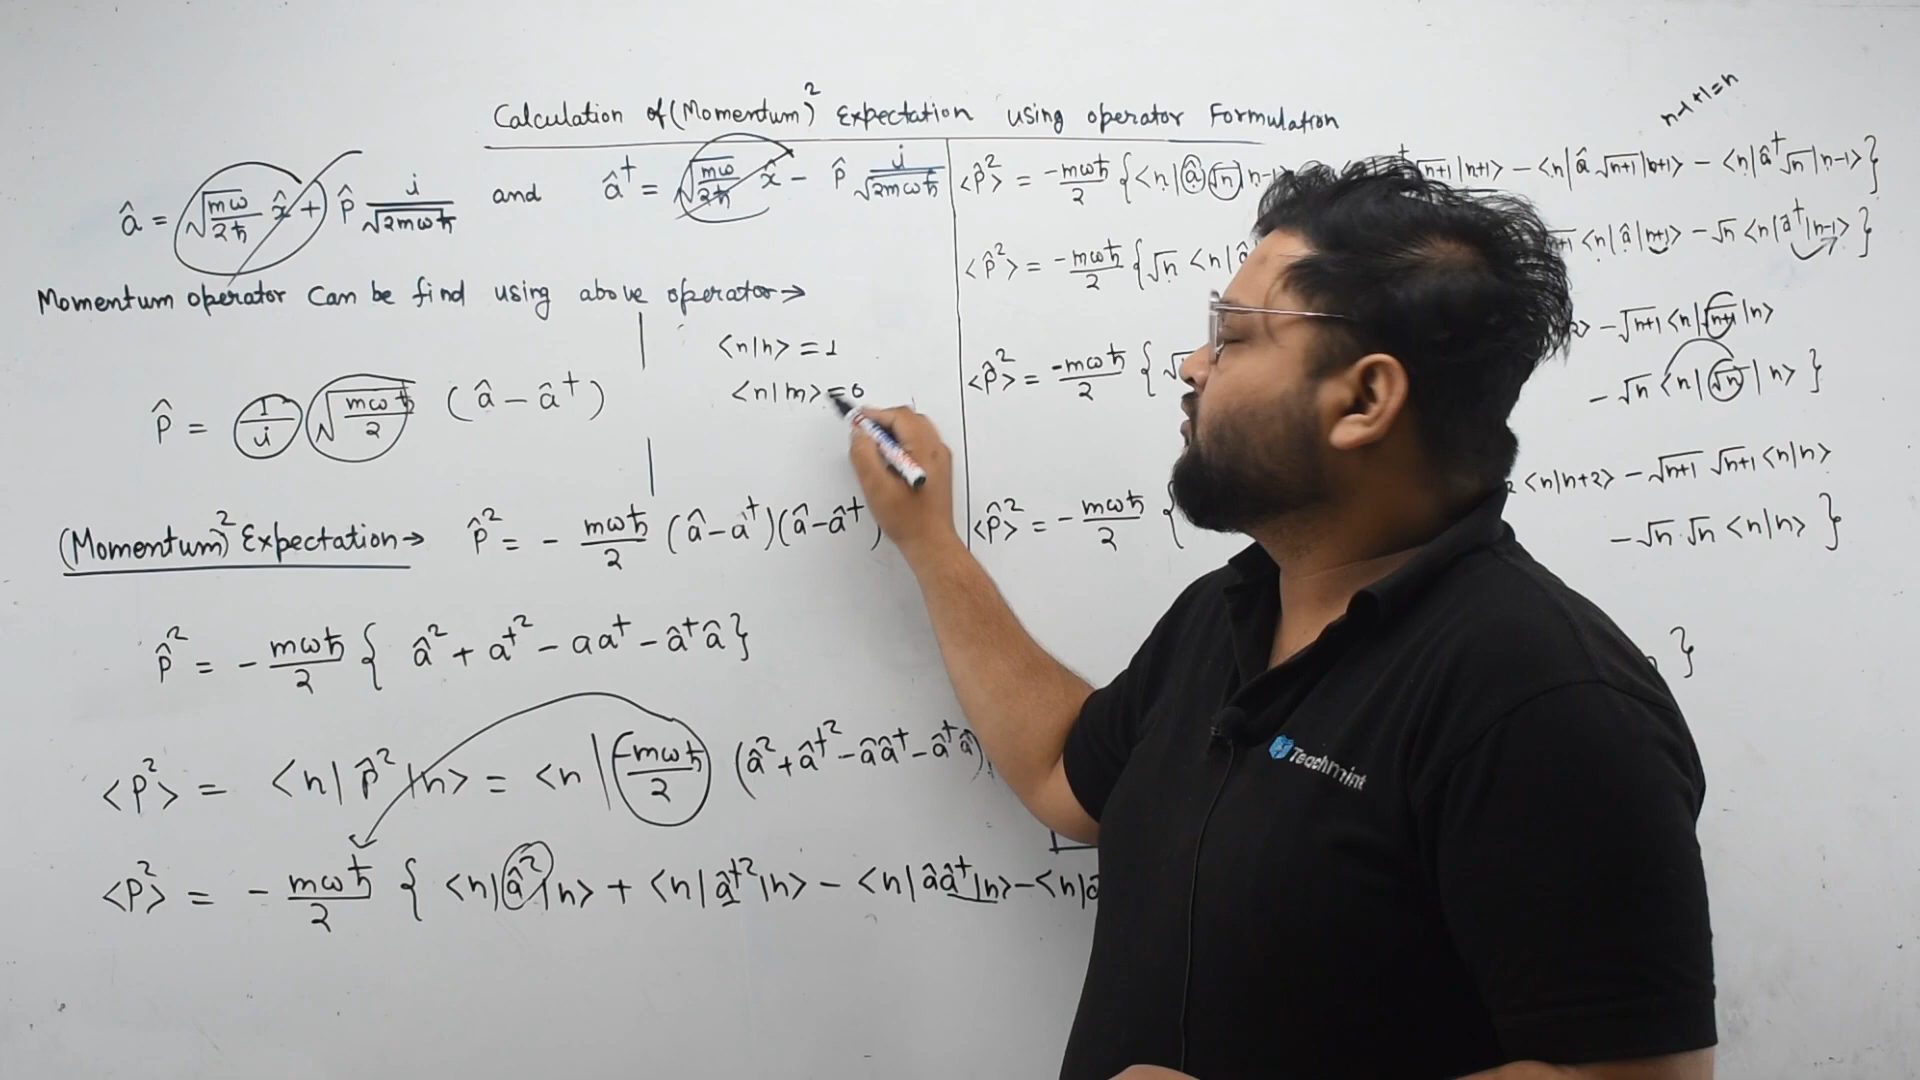 Calculation of (Momentum)² Expectation using operator Formulation
n-1+1=n
â = √(mω/2ħ) x̂ + p̂ i/√(2mωħ) and â† = √(mω/2ħ) x̂ - p̂ i/√(2mωħ)
Momentum operator Can be find using above operator→
<n|n> = 1
<n|m> = 0
p̂ = 1/i √(mωħ/2) (â - â†)
(Momentum)² Expectation→ p̂² = - mωħ/2 (â - a†)(â - â†
p̂² = - mωħ/2 { â² + a†² - aa† - â†â }
<p²> = <n|p̂²|n> = <n| -mωħ/2 (â² + â†² - ââ† - â†â)
<p²> = - mωħ/2 { <n|â²|n> + <n|â†²|n> - <n|ââ†|n> - <n|â
<p̂²> = -mωħ/2 { <n|â√n|n-1> √n+1|n+1> - <n|â√n+1|n+1> - <n|â†√n|n-1> }
<p̂²> = -mωħ/2 { √n <n|â <n|â|n+1> - √n <n|a†|n-1> }
<p̂²> = -mωħ/2 { - √n+1 <n|√n+1|n>
- √n <n|√n|n> }
<p̂²> = - mωħ/2 { <n|n+2> - √n+1 √n+1 <n|n>
- √n·√n <n|n> }
}
Teachmint